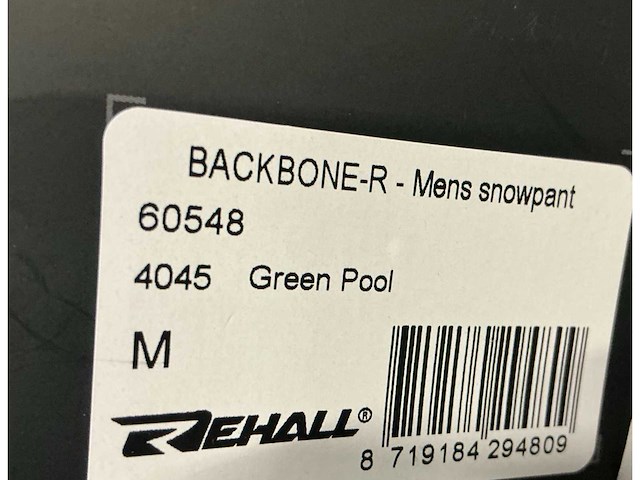 BACKBONE-R - Mens snowpant
60548
4045 Green Pool
M
REHALL®
8 719184 294809